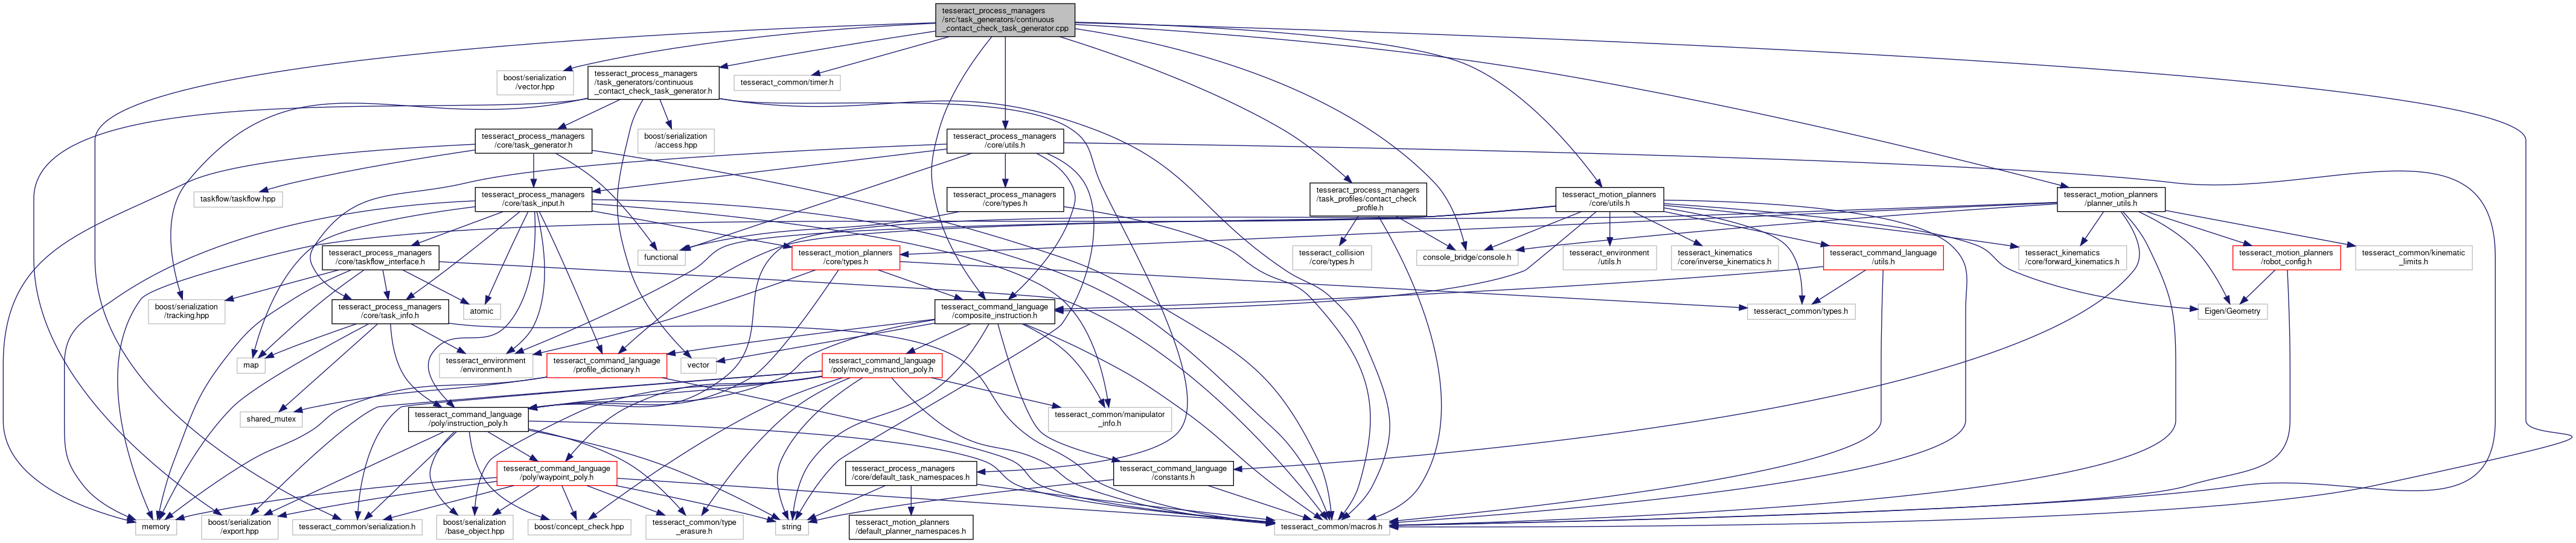 tesseract_process_managers
/src/task_generators/continuous
_contact_check_task_generator.cpp
boost/serialization
/vector.hpp
tesseract_process_managers
/task_generators/continuous
_contact_check_task_generator.h
tesseract_common/timer.h
tesseract_process_managers
/core/task_generator.h
boost/serialization
/access.hpp
tesseract_process_managers
/core/utils.h
taskflow/taskflow.hpp
tesseract_process_managers
/core/task_input.h
tesseract_process_managers
/core/types.h
tesseract_process_managers
/task_profiles/contact_check
_profile.h
tesseract_motion_planners
/core/utils.h
tesseract_motion_planners
/planner_utils.h
tesseract_process_managers
/core/taskflow_interface.h
functional
tesseract_motion_planners
/core/types.h
tesseract_collision
/core/types.h
console_bridge/console.h
tesseract_environment
/utils.h
tesseract_kinematics
/core/inverse_kinematics.h
tesseract_command_language
/utils.h
tesseract_kinematics
/core/forward_kinematics.h
tesseract_motion_planners
/robot_config.h
tesseract_common/kinematic
_limits.h
boost/serialization
/tracking.hpp
tesseract_process_managers
/core/task_info.h
atomic
tesseract_command_language
/composite_instruction.h
tesseract_common/types.h
Eigen/Geometry
map
tesseract_environment
/environment.h
tesseract_command_language
/profile_dictionary.h
vector
tesseract_command_language
/poly/move_instruction_poly.h
shared_mutex
tesseract_command_language
/poly/instruction_poly.h
tesseract_common/manipulator
_info.h
tesseract_command_language
/poly/waypoint_poly.h
tesseract_process_managers
/core/default_task_namespaces.h
tesseract_command_language
/constants.h
memory
boost/serialization
/export.hpp
tesseract_common/serialization.h
boost/serialization
/base_object.hpp
boost/concept_check.hpp
tesseract_common/type
_erasure.h
string
tesseract_motion_planners
/default_planner_namespaces.h
tesseract_common/macros.h